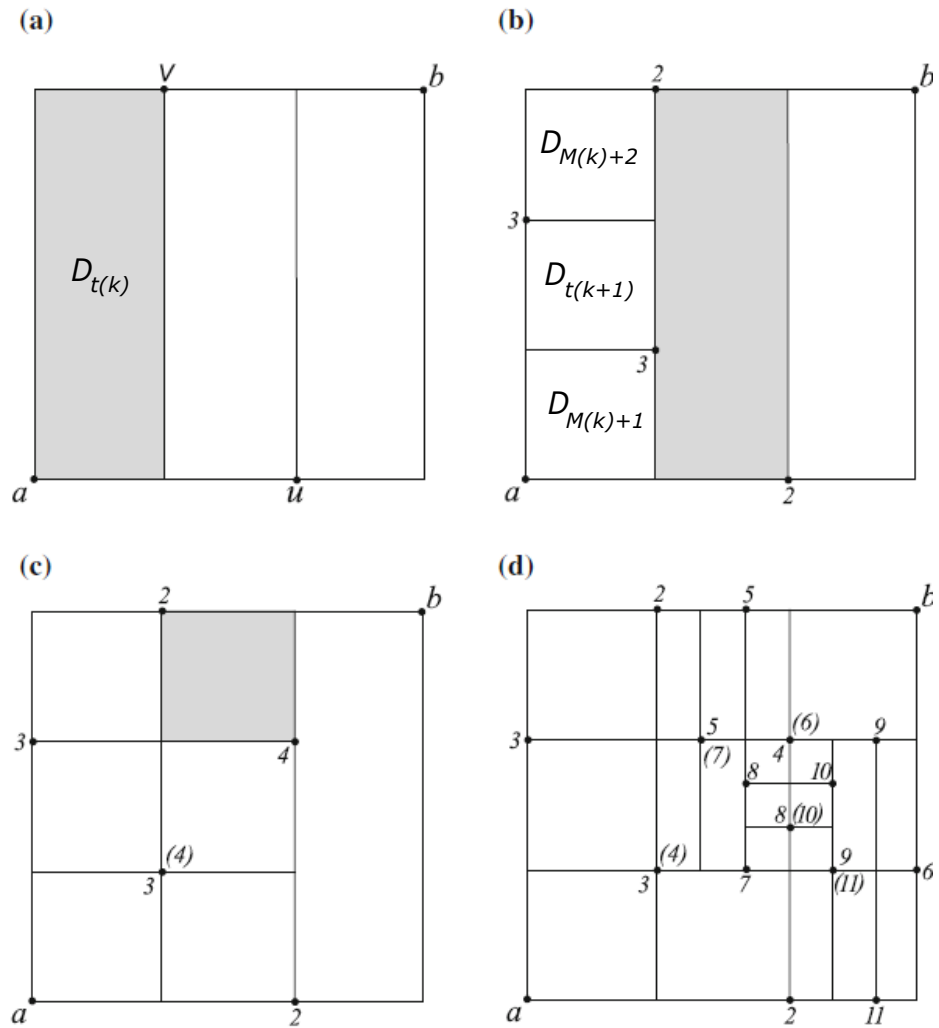 (a)
V
b
D_{t(k)}
a
u
(b)
2
b
D_{M(k)+2}
3
D_{t(k+1)}
3
D_{M(k)+1}
a
2
(c)
2
b
3
4
(4)
3
a
2
(d)
2
5
b
3
5
(7)
(6)
4
9
8
10
8
(10)
(4)
3
7
9
(11)
6
a
2
11